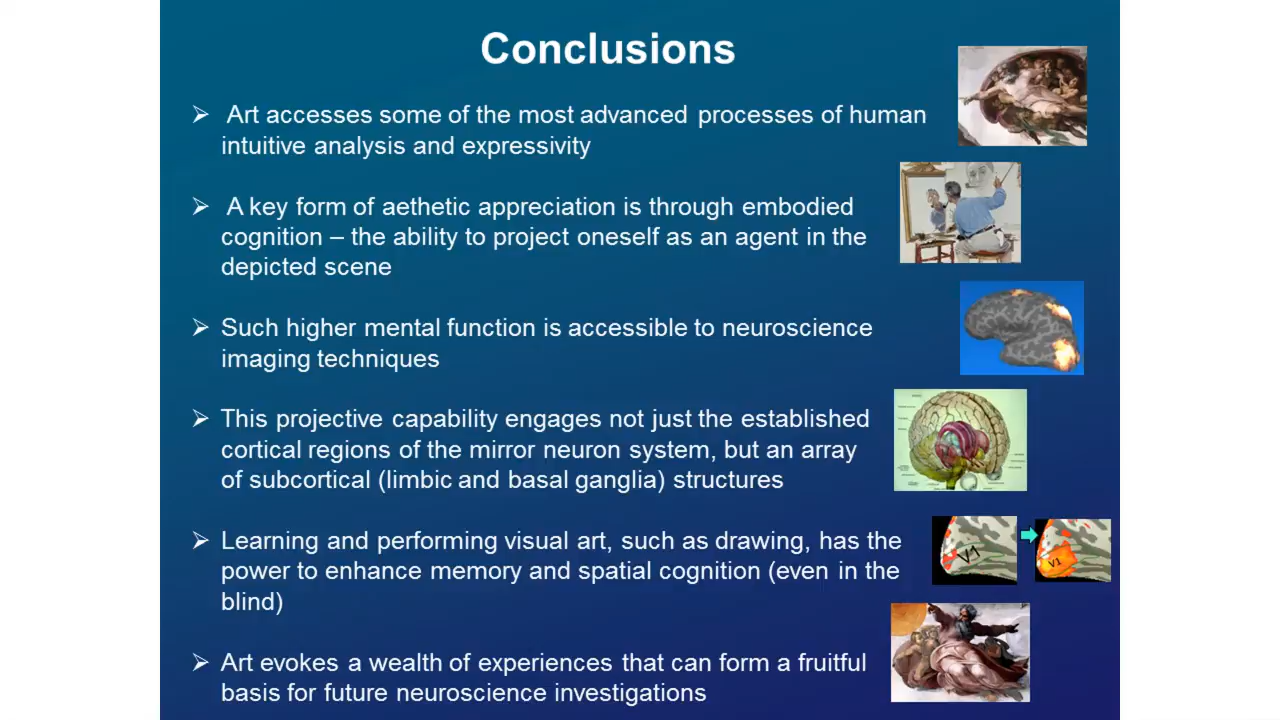 Conclusions
➢ Art accesses some of the most advanced processes of human
intuitive analysis and expressivity
➢ A key form of aethetic appreciation is through embodied
cognition – the ability to project oneself as an agent in the
depicted scene
➢ Such higher mental function is accessible to neuroscience
imaging techniques
➢ This projective capability engages not just the established
cortical regions of the mirror neuron system, but an array
of subcortical (limbic and basal ganglia) structures
➢ Learning and performing visual art, such as drawing, has the
power to enhance memory and spatial cognition (even in the
blind)
V1
V1
➢ Art evokes a wealth of experiences that can form a fruitful
basis for future neuroscience investigations